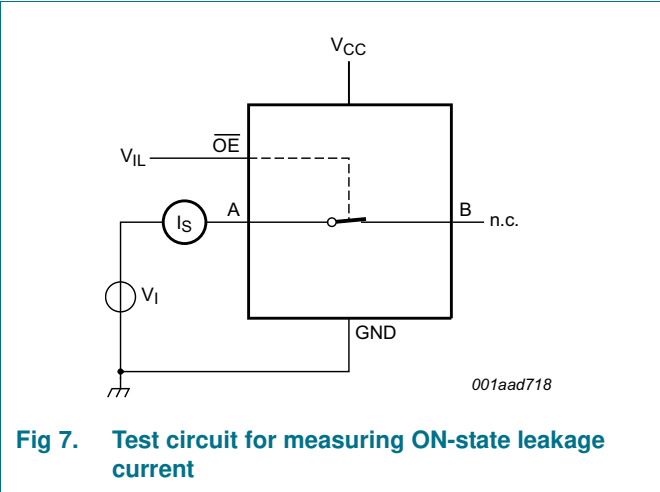 VCC
OE
VIL
IS
A
B
n.c.
VI
GND
001aad718
Fig 7. Test circuit for measuring ON-state leakage
current